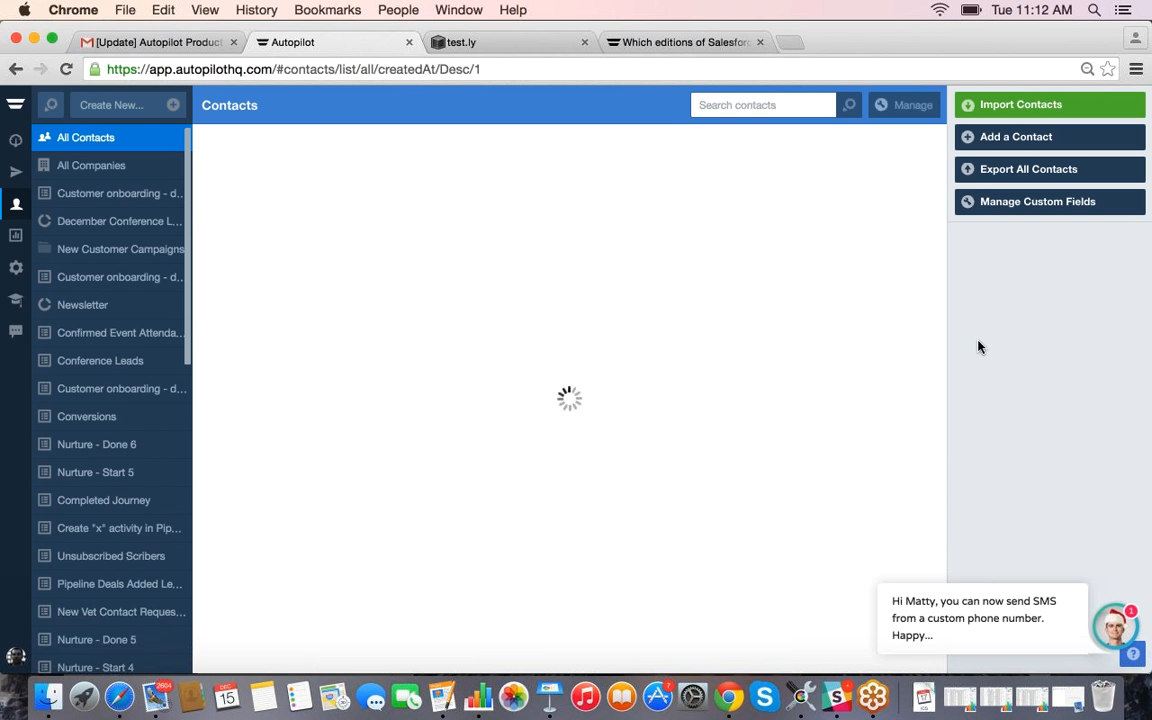 Chrome File Edit View History Bookmarks People Window Help Tue 11:12 AM
[Update] Autopilot Product
Autopilot
test.ly
Which editions of Salesforc
https://app.autopilothq.com/#contacts/list/all/createdAt/Desc/1
Create New...
Contacts
Search contacts
Manage
Import Contacts
Add a Contact
Export All Contacts
Manage Custom Fields
All Contacts
All Companies
Customer onboarding - d...
December Conference L...
New Customer Campaigns
Customer onboarding - d...
Newsletter
Confirmed Event Attenda...
Conference Leads
Customer onboarding - d...
Conversions
Nurture - Done 6
Nurture - Start 5
Completed Journey
Create "x" activity in Pip...
Unsubscribed Scribers
Pipeline Deals Added Le...
New Vet Contact Reques...
Nurture - Done 5
Nurture - Start 4
Hi Matty, you can now send SMS
from a custom phone number.
Happy...
1
?
2604
DEC
15